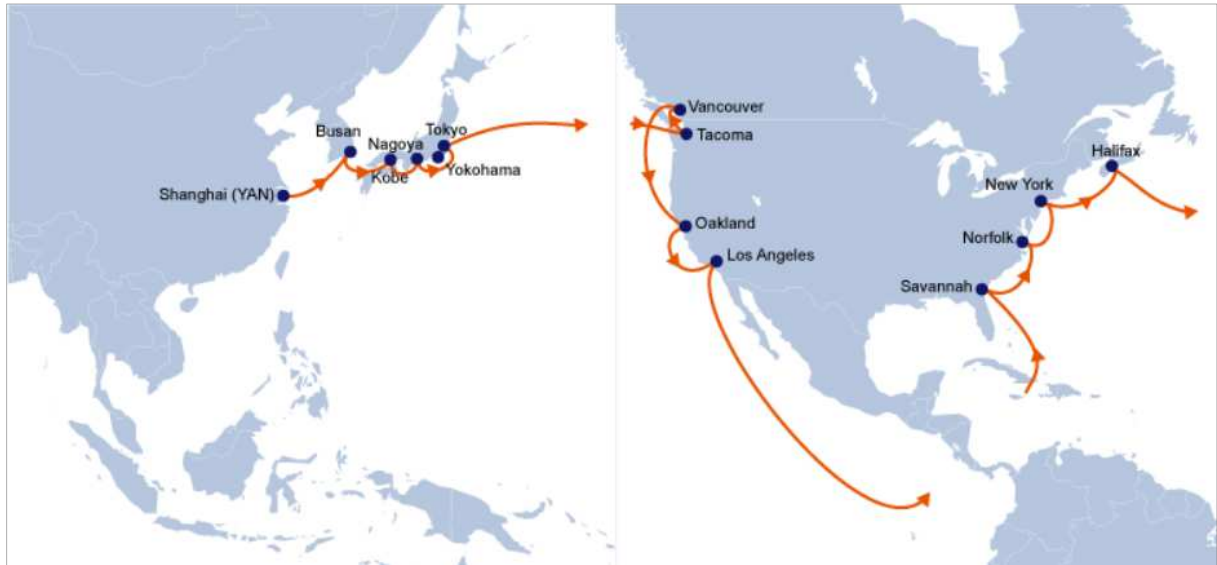 Shanghai (YAN)
Busan
Kobe
Nagoya
Tokyo
Yokohama
Vancouver
Tacoma
Oakland
Los Angeles
Savannah
Norfolk
New York
Halifax